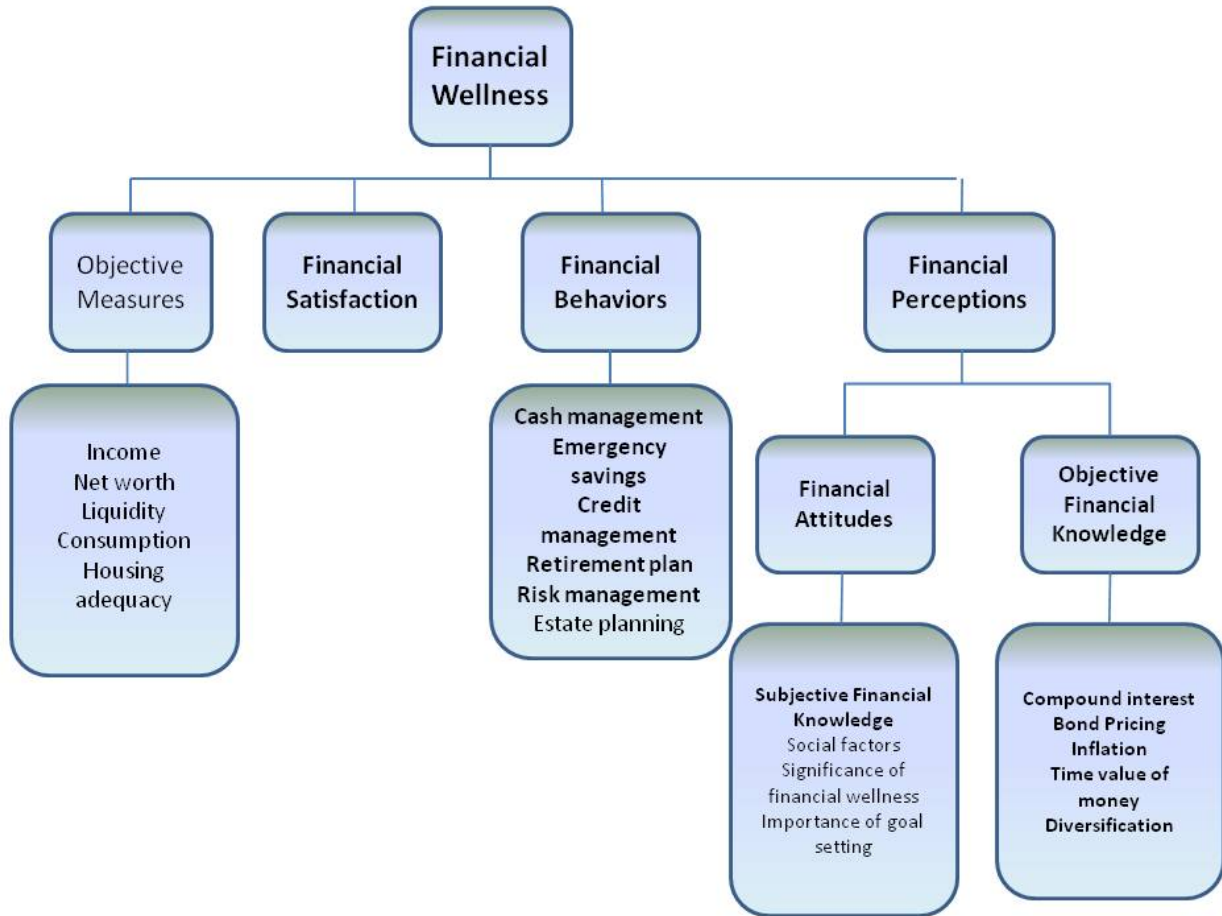 Financial
Wellness
Objective
Measures
Financial
Satisfaction
Financial
Behaviors
Financial
Perceptions
Income
Net worth
Liquidity
Consumption
Housing
adequacy
Cash management
Emergency
savings
Credit
management
Retirement plan
Risk management
Estate planning
Financial
Attitudes
Objective
Financial
Knowledge
Subjective Financial
Knowledge
Social factors
Significance of
financial wellness
Importance of goal
setting
Compound interest
Bond Pricing
Inflation
Time value of
money
Diversification